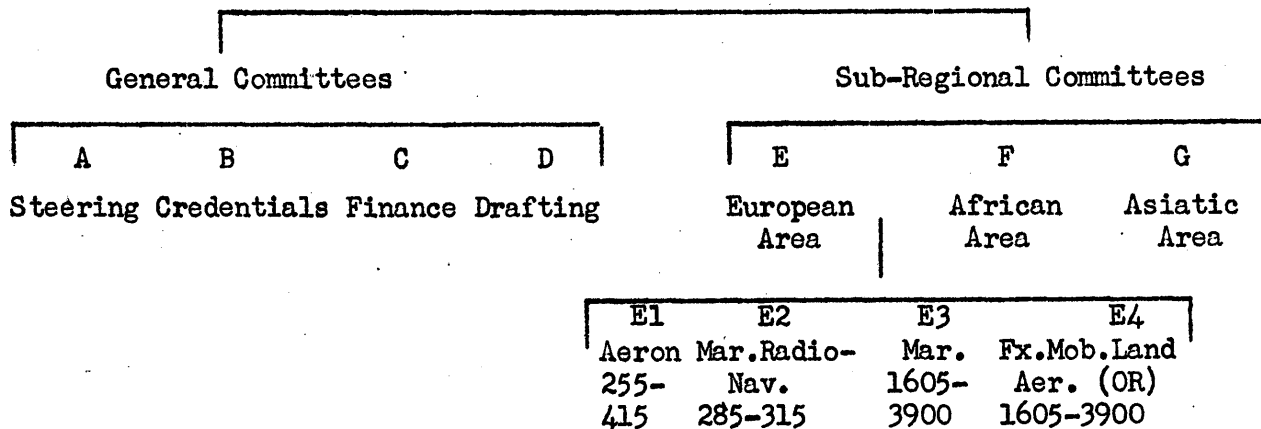 General Committees Sub-Regional Committees
A B C D E F G
Steering Credentials Finance Drafting European African Asiatic
Area Area Area
E1 E2 E3 E4
Aeron Mar.Radio- Mar. Fx.Mob.Land
255- Nav. 1605- Aer. (OR)
415 285-315 3900 1605-3900